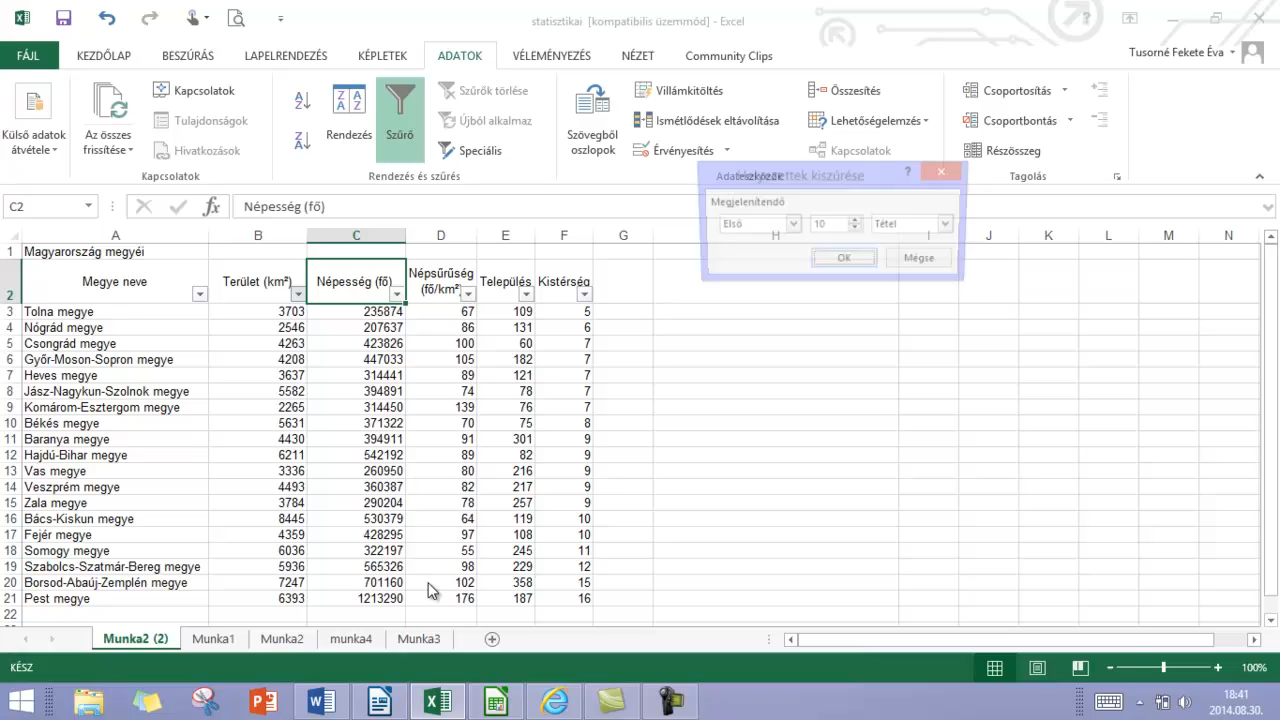 statisztikai [kompatibilis üzemmód] - Excel
FÁJL KEZDŐLAP BESZÚRÁS LAPELRENDEZÉS KÉPLETEK ADATOK VÉLEMÉNYEZÉS NÉZET Community Clips Tusorné Fekete Éva
Külső adatok átvétele
Az összes frissítése
Kapcsolatok
Tulajdonságok
Hivatkozások
Kapcsolatok
Rendezés
Szűrő
Szűrők törlése
Újból alkalmaz
Speciális
Rendezés és szűrés
Szövegből oszlopok
Villámkitöltés
Ismétlődések eltávolítása
Érvényesítés
Összesítés
Lehetőségelemzés
Kapcsolatok
Adateszközök
Csoportosítás
Csoportbontás
Részösszeg
Tagolás
kiszűrése
Megjelenítendő
Első 10 Tétel
OK Mégse
C2 fx Népesség (fő)
A B C D E F G H I J K L M N
1 Magyarország megyéi
2 Megye neve Terület (km²) Népesség (fő) Népsűrűség (fő/km² Település Kistérség
3 Tolna megye 3703 235874 67 109 5
4 Nógrád megye 2546 207637 86 131 6
5 Csongrád megye 4263 423826 100 60 7
6 Győr-Moson-Sopron megye 4208 447033 105 182 7
7 Heves megye 3637 314441 89 121 7
8 Jász-Nagykun-Szolnok megye 5582 394891 74 78 7
9 Komárom-Esztergom megye 2265 314450 139 76 7
10 Békés megye 5631 371322 70 75 8
11 Baranya megye 4430 394911 91 301 9
12 Hajdú-Bihar megye 6211 542192 89 82 9
13 Vas megye 3336 260950 80 216 9
14 Veszprém megye 4493 360387 82 217 9
15 Zala megye 3784 290204 78 257 9
16 Bács-Kiskun megye 8445 530379 64 119 10
17 Fejér megye 4359 428295 97 108 10
18 Somogy megye 6036 322197 55 245 11
19 Szabolcs-Szatmár-Bereg megye 5936 565326 98 229 12
20 Borsod-Abaúj-Zemplén megye 7247 701160 102 358 15
21 Pest megye 6393 1213290 176 187 16
22
Munka2 (2) Munka1 Munka2 munka4 Munka3
KÉSZ 100%
18:41
2014.08.30.